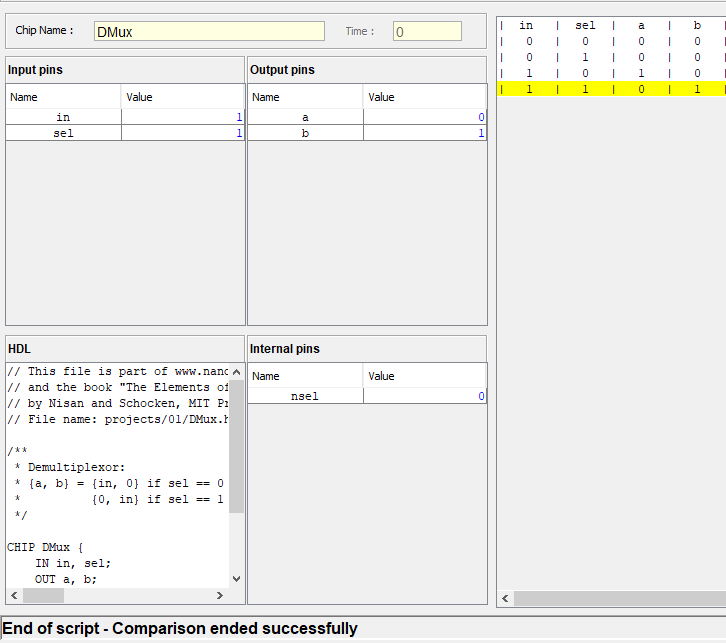 Chip Name : DMux Time : 0
Input pins Output pins
Name Value Name Value
in 1 a 0
sel 1 b 1
| in | sel | a | b |
| 0 | 0 | 0 | 0 |
| 0 | 1 | 0 | 0 |
| 1 | 0 | 1 | 0 |
| 1 | 1 | 0 | 1 |
HDL
// This file is part of www.nand
// and the book "The Elements of
// by Nisan and Schocken, MIT Pr
// File name: projects/01/DMux.h
/**
* Demultiplexor:
* {a, b} = {in, 0} if sel == 0
* {0, in} if sel == 1
*/
CHIP DMux {
IN in, sel;
OUT a, b;
Internal pins
Name Value
nsel 0
End of script - Comparison ended successfully